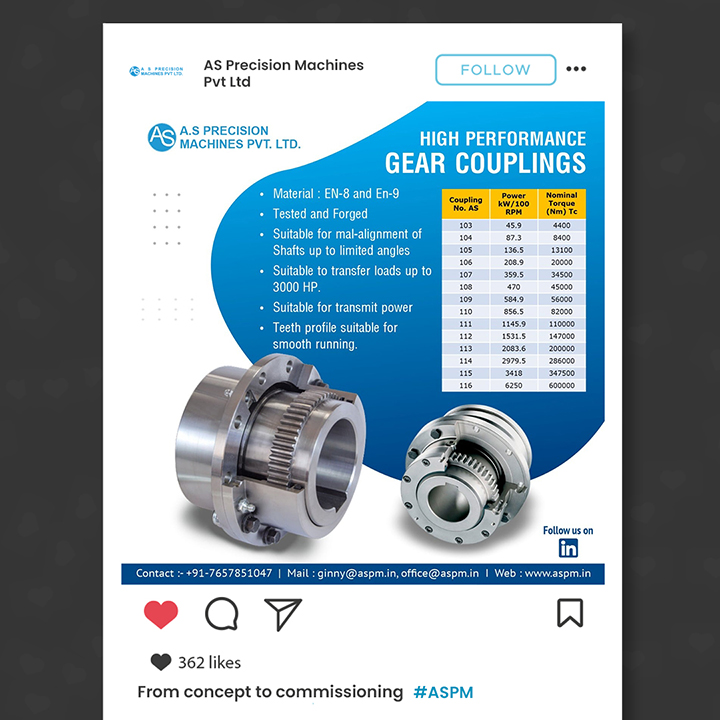 A S PRECISION
MACHINES PVT. LTD.
AS Precision Machines
Pvt Ltd
FOLLOW
AS
A.S PRECISION
MACHINES PVT. LTD.
HIGH PERFORMANCE
GEAR COUPLINGS
• Material : EN-8 and En-9
• Tested and Forged
• Suitable for mal-alignment of
Shafts up to limited angles
• Suitable to transfer loads up to
3000 HP.
• Suitable for transmit power
• Teeth profile suitable for
smooth running.
Coupling No. AS Power kW/100 RPM Nominal Torque (Nm) Tc
103 45.9 4400
104 87.3 8400
105 136.5 13100
106 208.9 20000
107 359.5 34500
108 470 45000
109 584.9 56000
110 856.5 82000
111 1145.9 110000
112 1531.5 147000
113 2083.6 200000
114 2979.5 286000
115 3418 347500
116 6250 600000
Follow us on
in
Contact :- +91-7657851047 | Mail : ginny@aspm.in, office@aspm.in | Web : www.aspm.in
362 likes
From concept to commissioning #ASPM